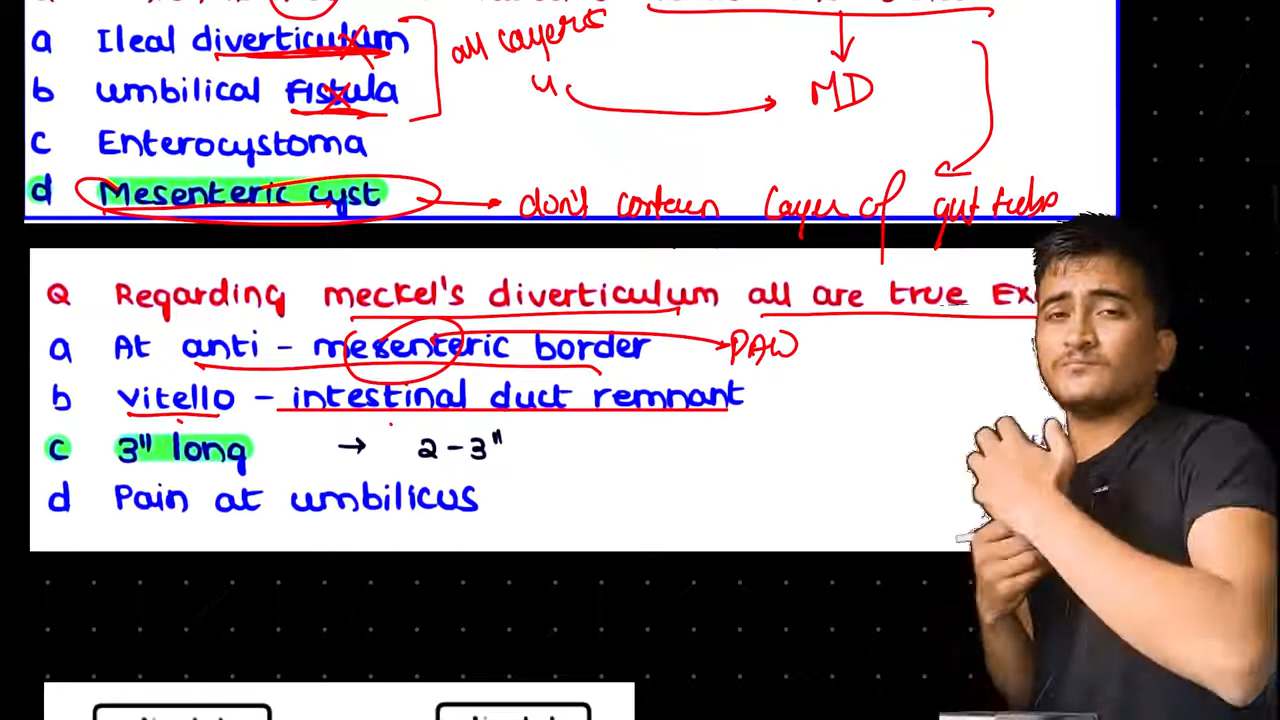 a Ileal diverticulum
all layers
b umbilical Fistula
MD
c Enterocystoma
d Mesenteric cyst
don't contain layer of gut tube
Q Regarding meckel's diverticulum all are true Ex
a At anti - mesenteric border
b vitello - intestinal duct remnant
c 3" long → 2 - 3"
d Pain at umbilicus